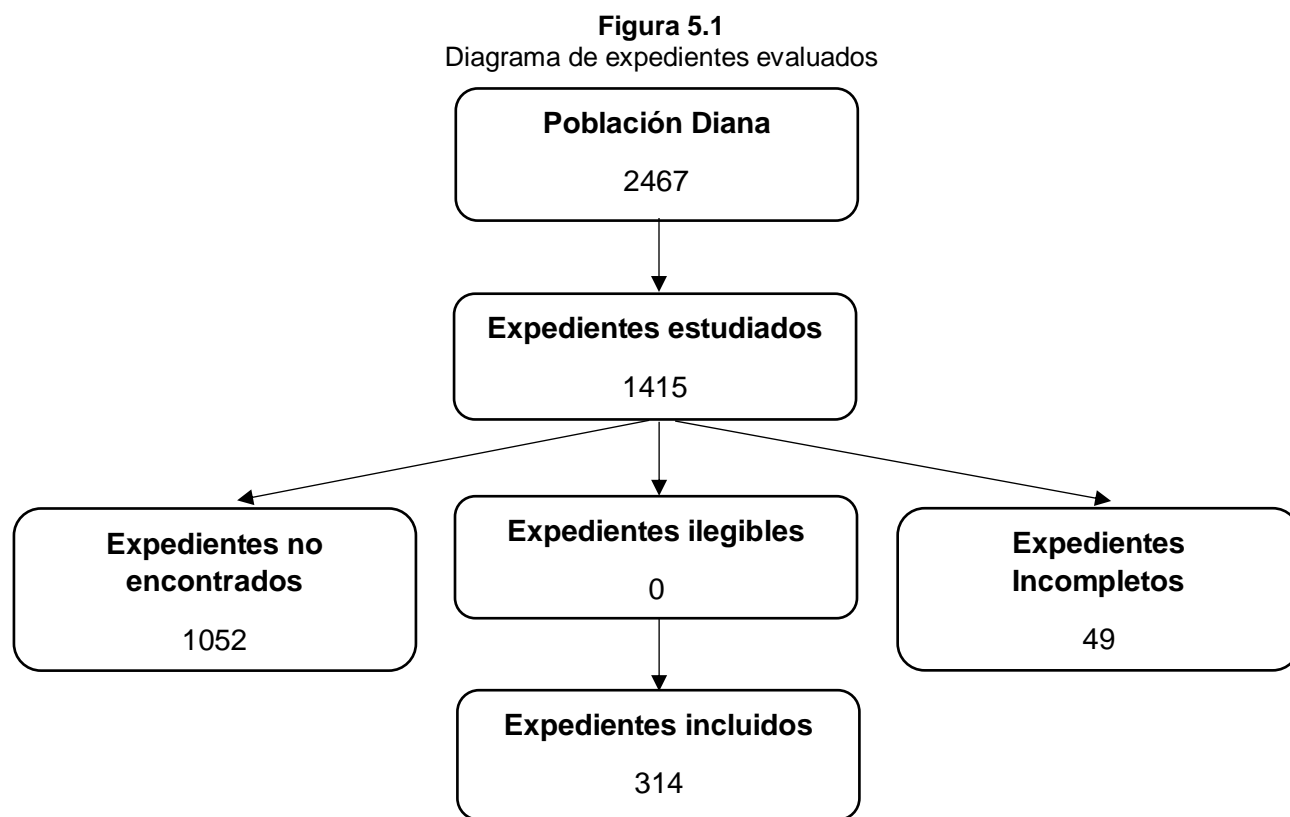 Figura 5.1
Diagrama de expedientes evaluados
Población Diana
2467
Expedientes estudiados
1415
Expedientes no
encontrados
1052
Expedientes ilegibles
0
Expedientes
Incompletos
49
Expedientes incluidos
314